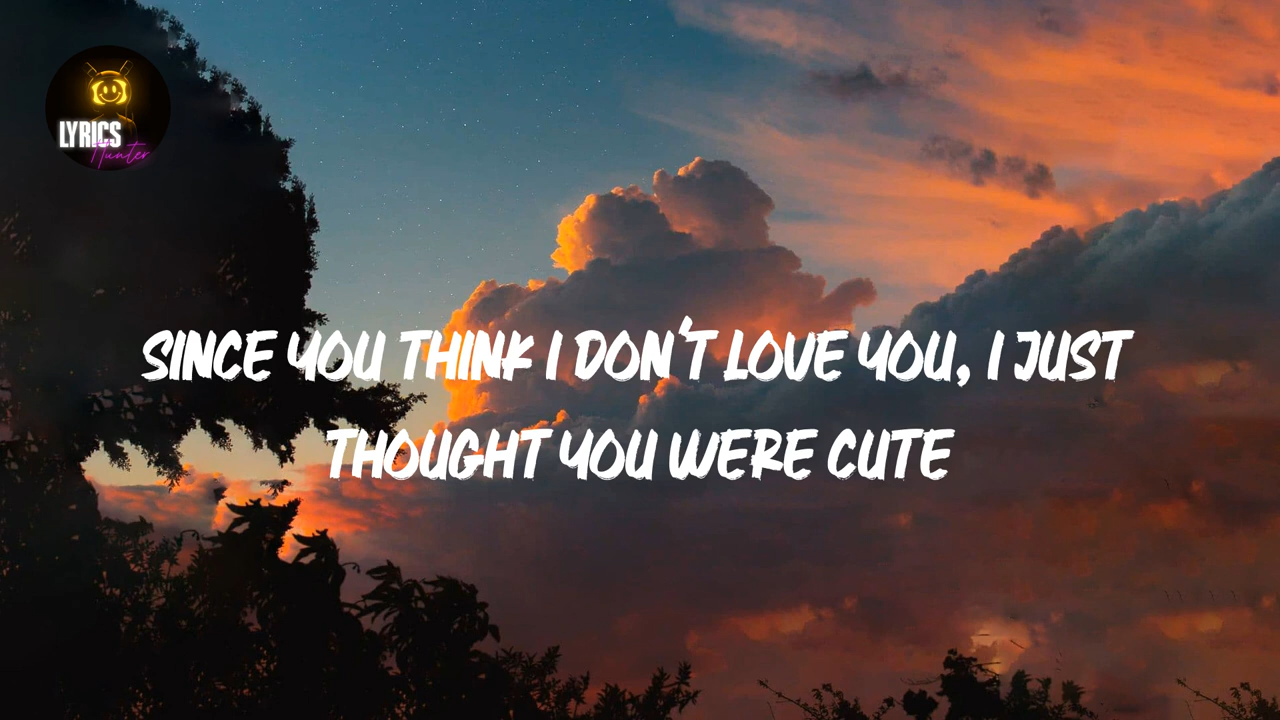 LYRICS
Hunter
SINCE YOU THINK I DON'T LOVE YOU, I JUST
THOUGHT YOU WERE CUTE